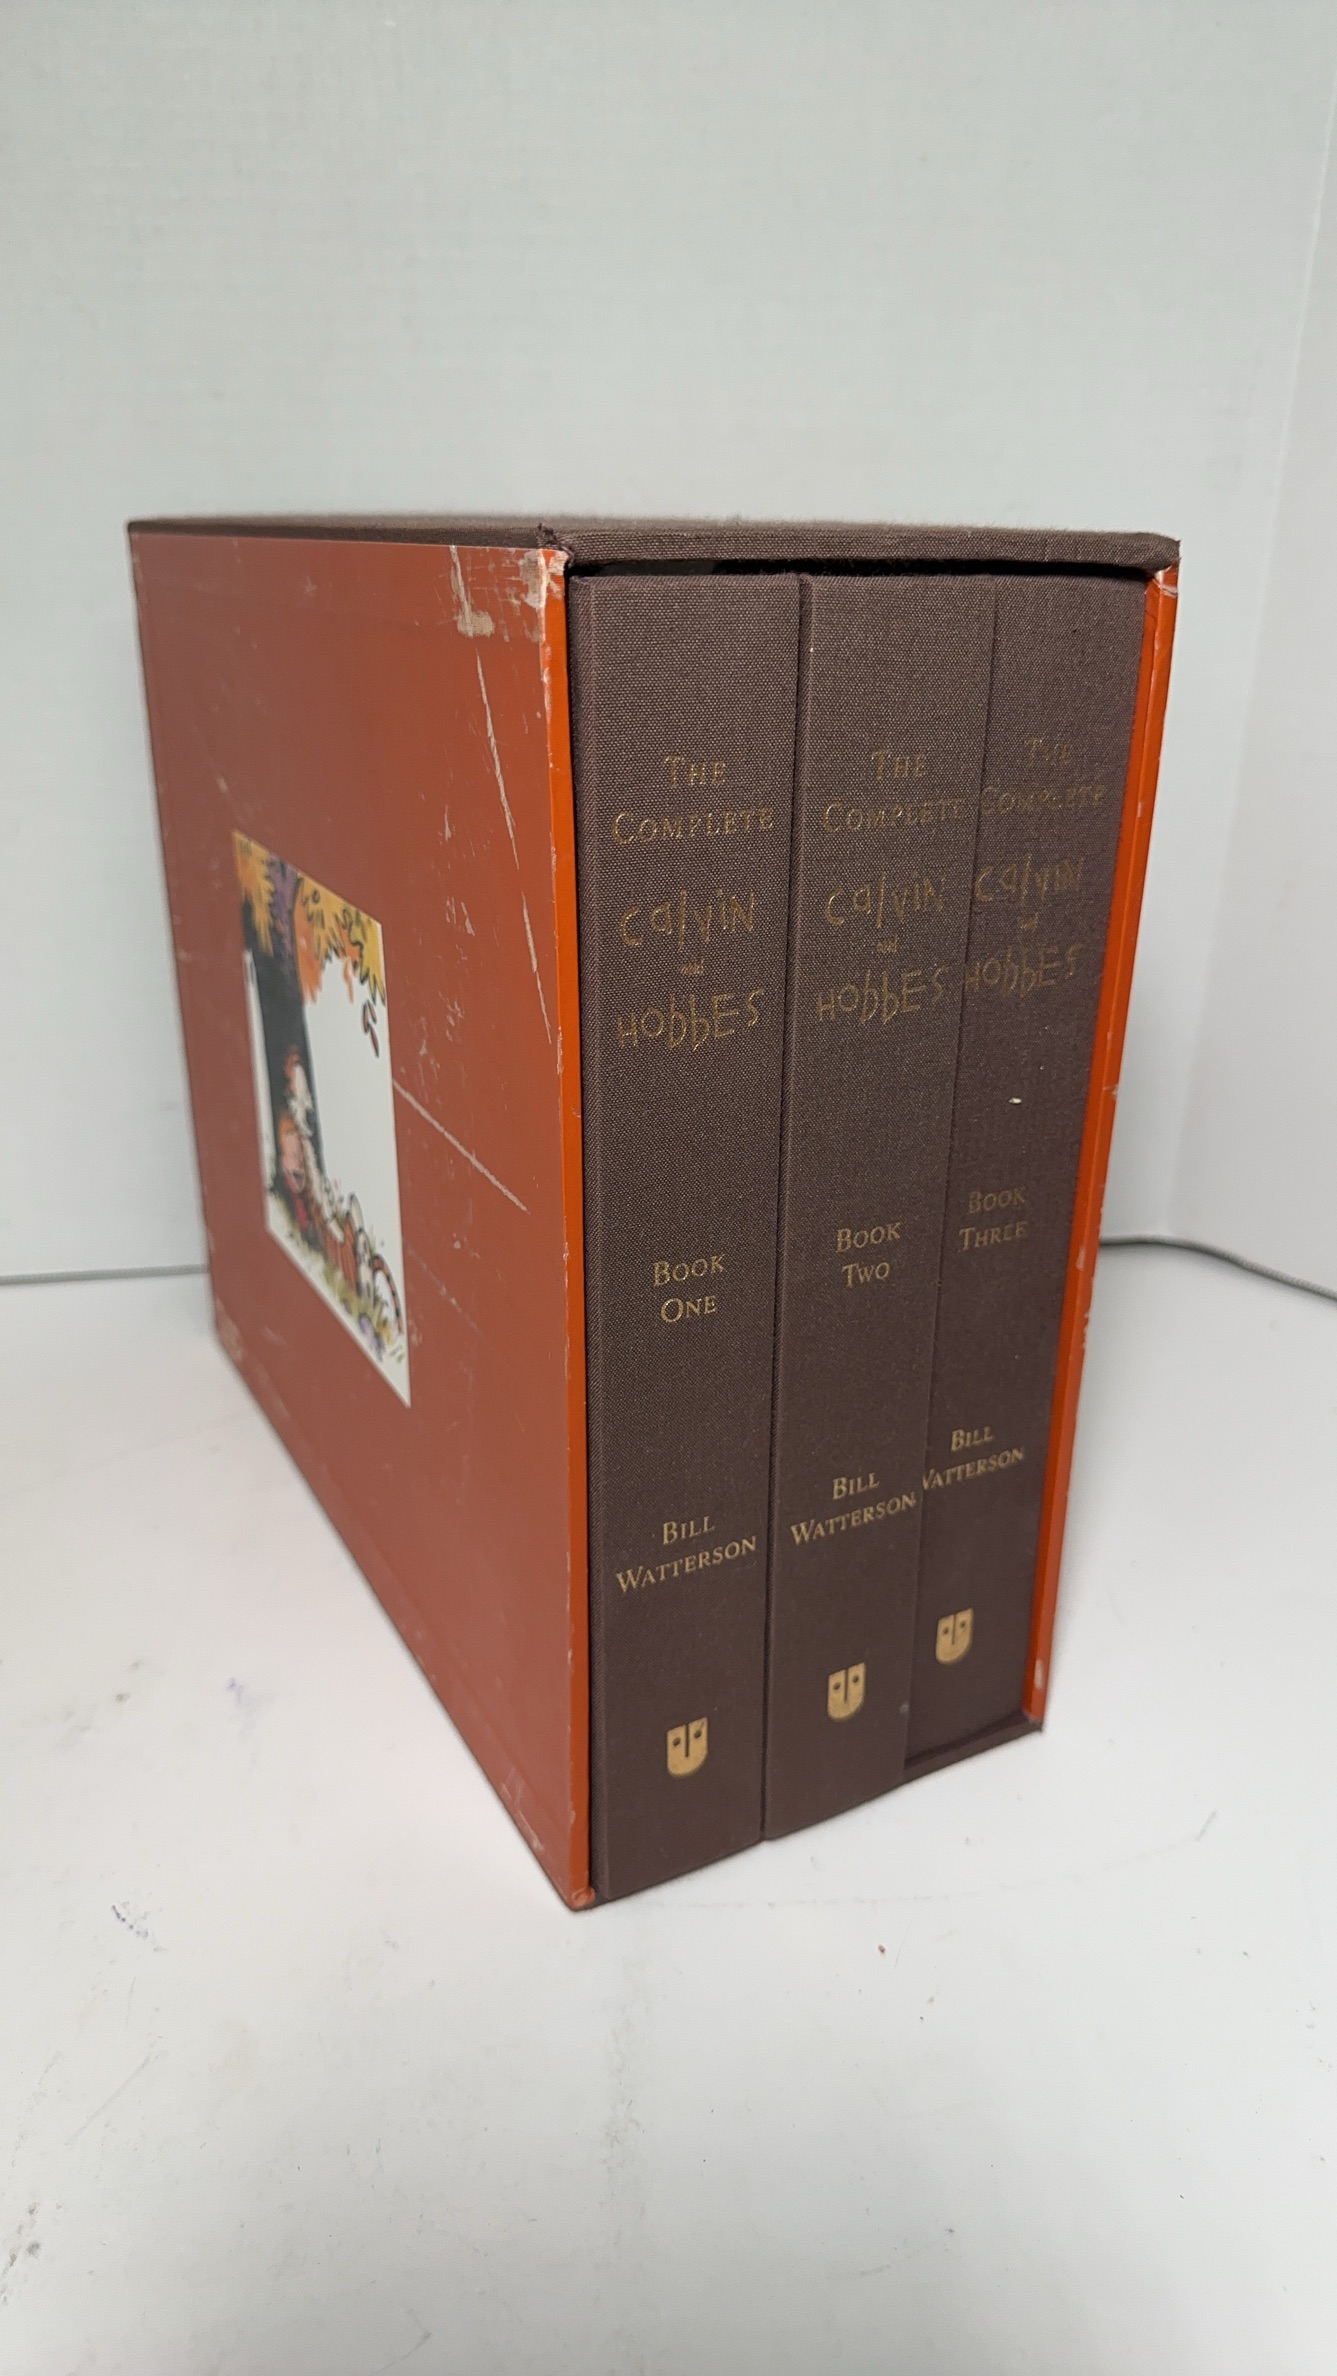 THE
COMPLETE
CALVIN
AND
HOBBES
BOOK
ONE
BILL
WATTERSON
THE
COMPLETE
CALVIN
AND
HOBBES
BOOK
TWO
BILL
WATTERSON
THE
COMPLETE
CALVIN
HOBBES
BOOK
THREE
BILL
WATTERSON